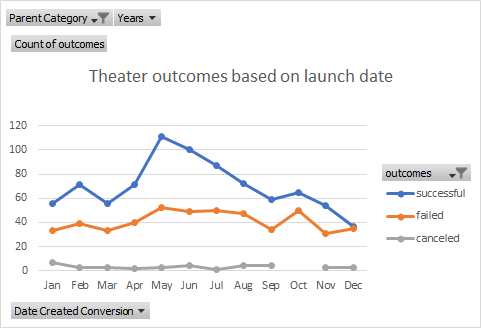 Parent Category Years
Count of outcomes
Theater outcomes based on launch date
120
100
80
60
40
20
0
Jan Feb Mar Apr May Jun Jul Aug Sep Oct Nov Dec
outcomes
successful
failed
canceled
Date Created Conversion